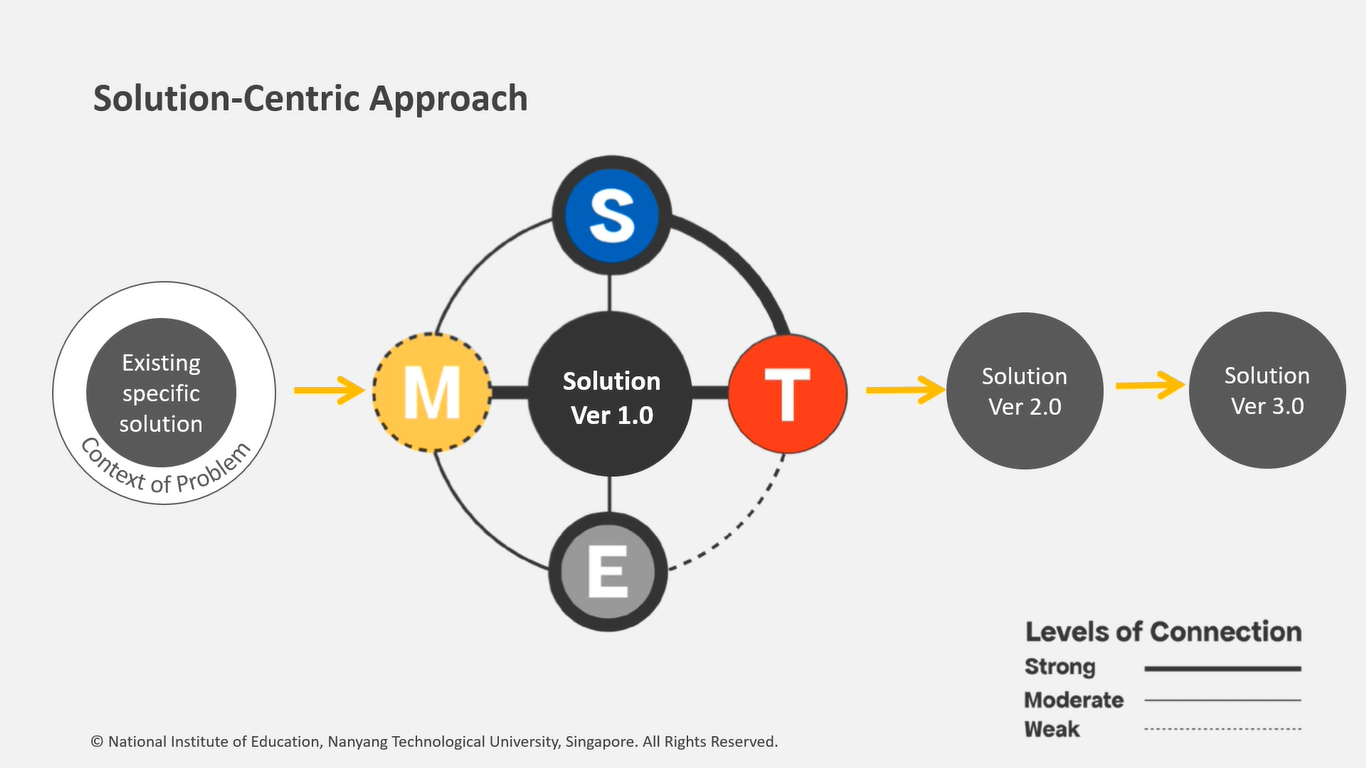 Solution-Centric Approach
S
Existing
specific
solution
Context of Problem
M
Solution
Ver 1.0
T
Solution
Ver 2.0
Solution
Ver 3.0
E
Levels of Connection
Strong
Moderate
Weak
© National Institute of Education, Nanyang Technological University, Singapore. All Rights Reserved.